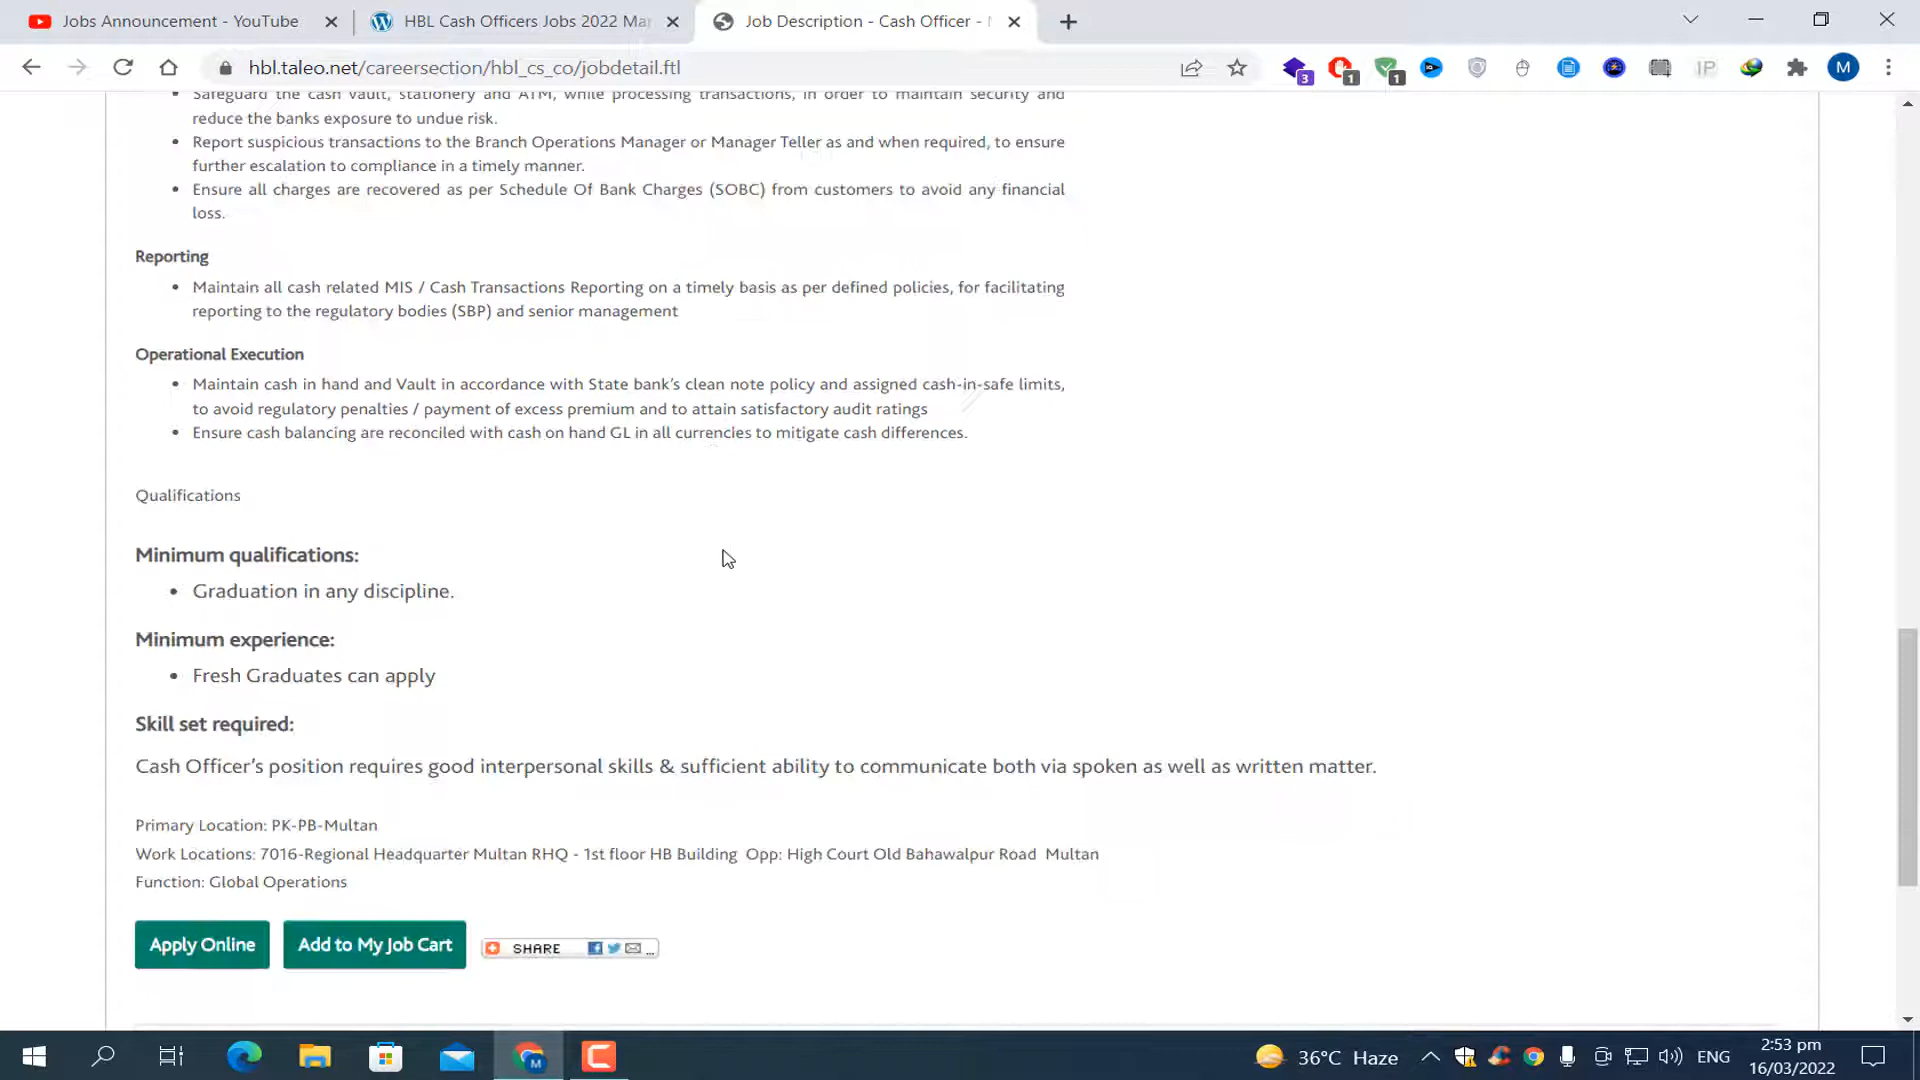 Jobs Announcement - YouTube
HBL Cash Officers Jobs 2022 Mar
Job Description - Cash Officer -
hbl.taleo.net/careersection/hbl_cs_co/jobdetail.ftl
3
1
1
IP
M
Safeguard the cash vault, stationery and ATM, while processing transactions, in order to maintain security and
reduce the banks exposure to undue risk.
Report suspicious transactions to the Branch Operations Manager or Manager Teller as and when required, to ensure
further escalation to compliance in a timely manner.
Ensure all charges are recovered as per Schedule Of Bank Charges (SOBC) from customers to avoid any financial
loss.
Reporting
Maintain all cash related MIS / Cash Transactions Reporting on a timely basis as per defined policies, for facilitating
reporting to the regulatory bodies (SBP) and senior management
Operational Execution
Maintain cash in hand and Vault in accordance with State bank's clean note policy and assigned cash-in-safe limits,
to avoid regulatory penalties / payment of excess premium and to attain satisfactory audit ratings
Ensure cash balancing are reconciled with cash on hand GL in all currencies to mitigate cash differences.
Qualifications
Minimum qualifications:
Graduation in any discipline.
Minimum experience:
Fresh Graduates can apply
Skill set required:
Cash Officer's position requires good interpersonal skills & sufficient ability to communicate both via spoken as well as written matter.
Primary Location: PK-PB-Multan
Work Locations: 7016-Regional Headquarter Multan RHQ - 1st floor HB Building Opp: High Court Old Bahawalpur Road Multan
Function: Global Operations
Apply Online
Add to My Job Cart
SHARE ...
36°C Haze
ENG
2:53 pm
16/03/2022